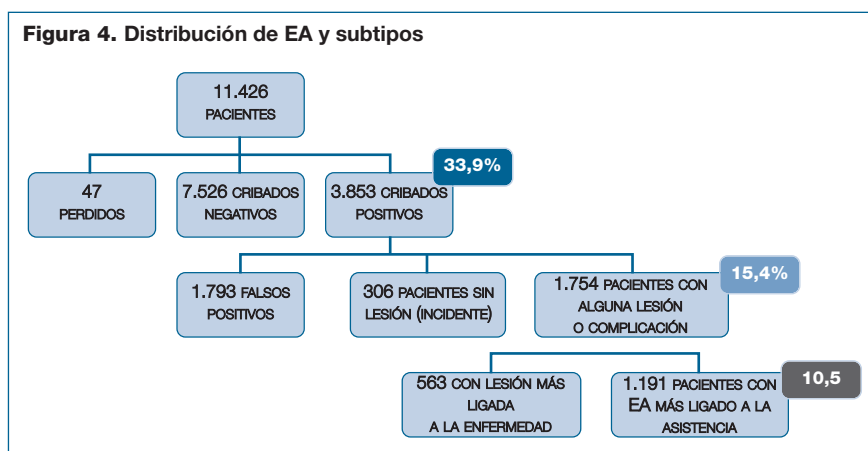 Figura 4. Distribución de EA y subtipos
11.426
PACIENTES
33,9%
47
PERDIDOS
7.526 CRIBADOS
NEGATIVOS
3.853 CRIBADOS
POSITIVOS
15,4%
1.793 FALSOS
POSITIVOS
306 PACIENTES SIN
LESIÓN (INCIDENTE)
1.754 PACIENTES CON
ALGUNA LESIÓN
O COMPLICACIÓN
10,5
563 CON LESIÓN MÁS
LIGADA
A LA ENFERMEDAD
1.191 PACIENTES CON
EA MÁS LIGADO A LA
ASISTENCIA